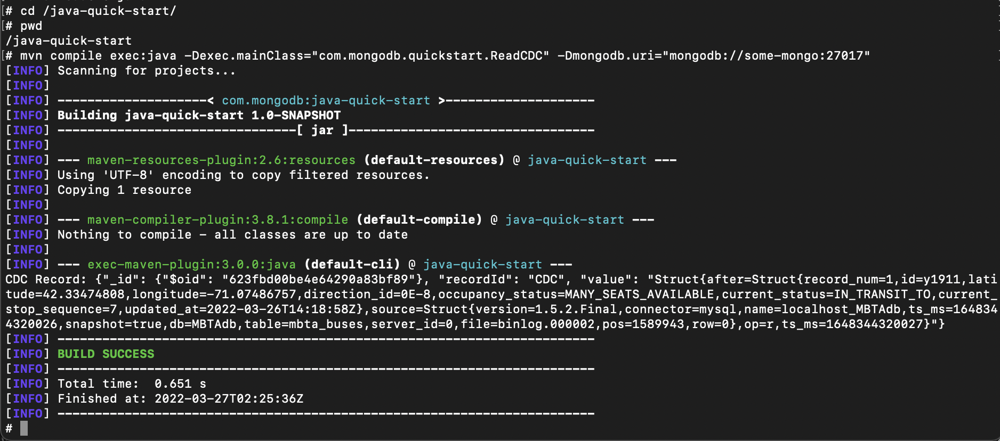 [# cd /java-quick-start/
[# pwd
/java-quick-start
[# mvn compile exec:java -Dexec.mainClass="com.mongodb.quickstart.ReadCDC" -Dmongodb.uri="mongodb://some-mongo:27017"
[INFO] Scanning for projects...
[INFO]
[INFO] ----------------------< com.mongodb:java-quick-start >--------------------
[INFO] Building java-quick-start 1.0-SNAPSHOT
[INFO] --------------------------------[ jar ]---------------------------------
[INFO]
[INFO] --- maven-resources-plugin:2.6:resources (default-resources) @ java-quick-start ---
[INFO] Using 'UTF-8' encoding to copy filtered resources.
[INFO] Copying 1 resource
[INFO]
[INFO] --- maven-compiler-plugin:3.8.1:compile (default-compile) @ java-quick-start ---
[INFO] Nothing to compile - all classes are up to date
[INFO]
[INFO] --- exec-maven-plugin:3.0.0:java (default-cli) @ java-quick-start ---
CDC Record: {"_id": {"$oid": "623fbd00be4e64290a83bf89"}, "recordId": "CDC", "value": "Struct{after=Struct{record_num=1,id=y1911,lati
tude=42.33474808,longitude=-71.07486757,direction_id=0E-8,occupancy_status=MANY_SEATS_AVAILABLE,current_status=IN_TRANSIT_TO,current_
stop_sequence=7,updated_at=2022-03-26T14:18:58Z},source=Struct{version=1.5.2.Final,connector=mysql,name=localhost_MBTAdb,ts_ms=164834
4320026,snapshot=true,db=MBTAdb,table=mbta_buses,server_id=0,file=binlog.000002,pos=1589943,row=0},op=r,ts_ms=1648344320027}"}
[INFO] ------------------------------------------------------------------------
[INFO] BUILD SUCCESS
[INFO] ------------------------------------------------------------------------
[INFO] Total time:  0.651 s
[INFO] Finished at: 2022-03-27T02:25:36Z
[INFO] ------------------------------------------------------------------------
#